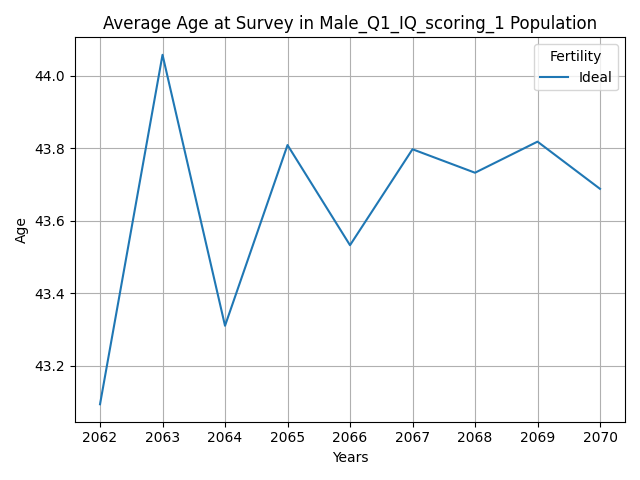 Average Age at Survey in Male_Q1_IQ_scoring_1 Population
Fertility
Ideal
44.0
43.8
43.6
43.4
43.2
Age
2062 2063 2064 2065 2066 2067 2068 2069 2070
Years